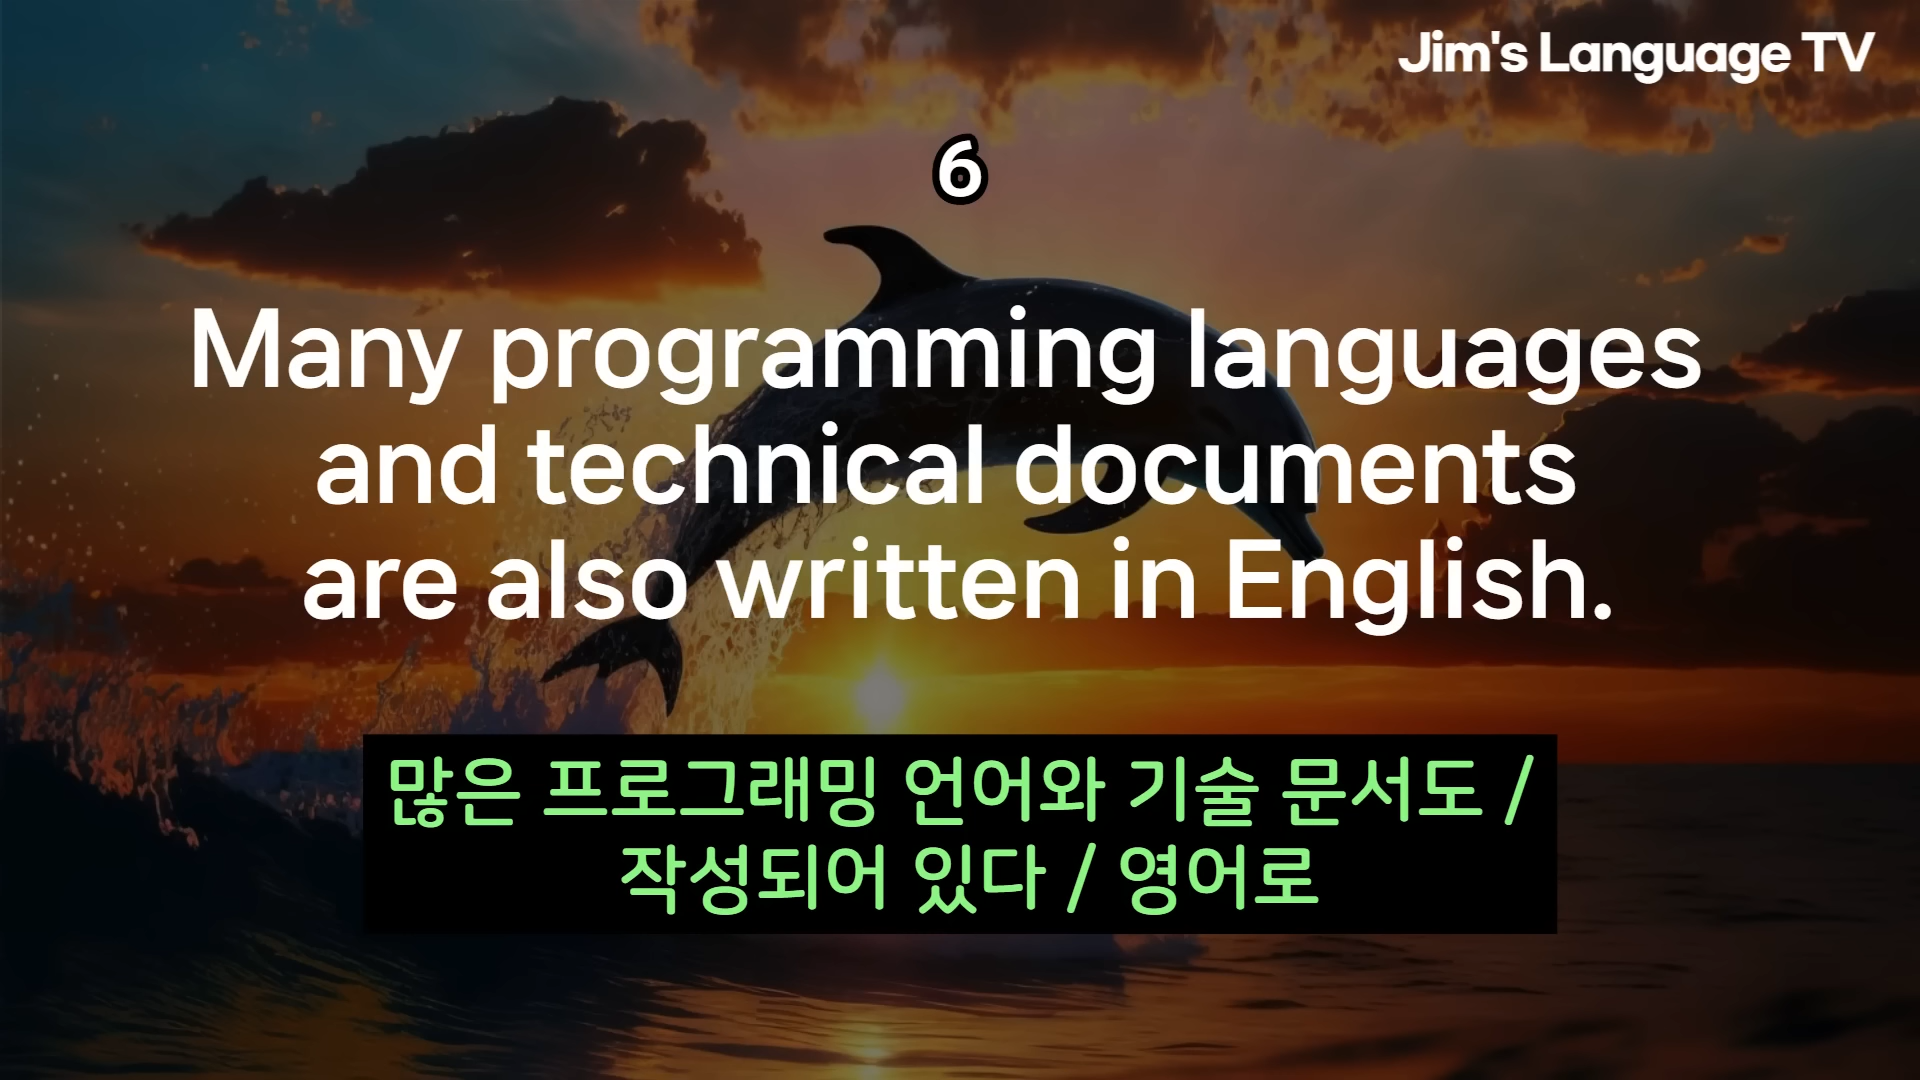 Jim's Language TV
6
Many programming languages
and technical documents
are also written in English.
많은 프로그래밍 언어와 기술 문서도 /
작성되어 있다 / 영어로